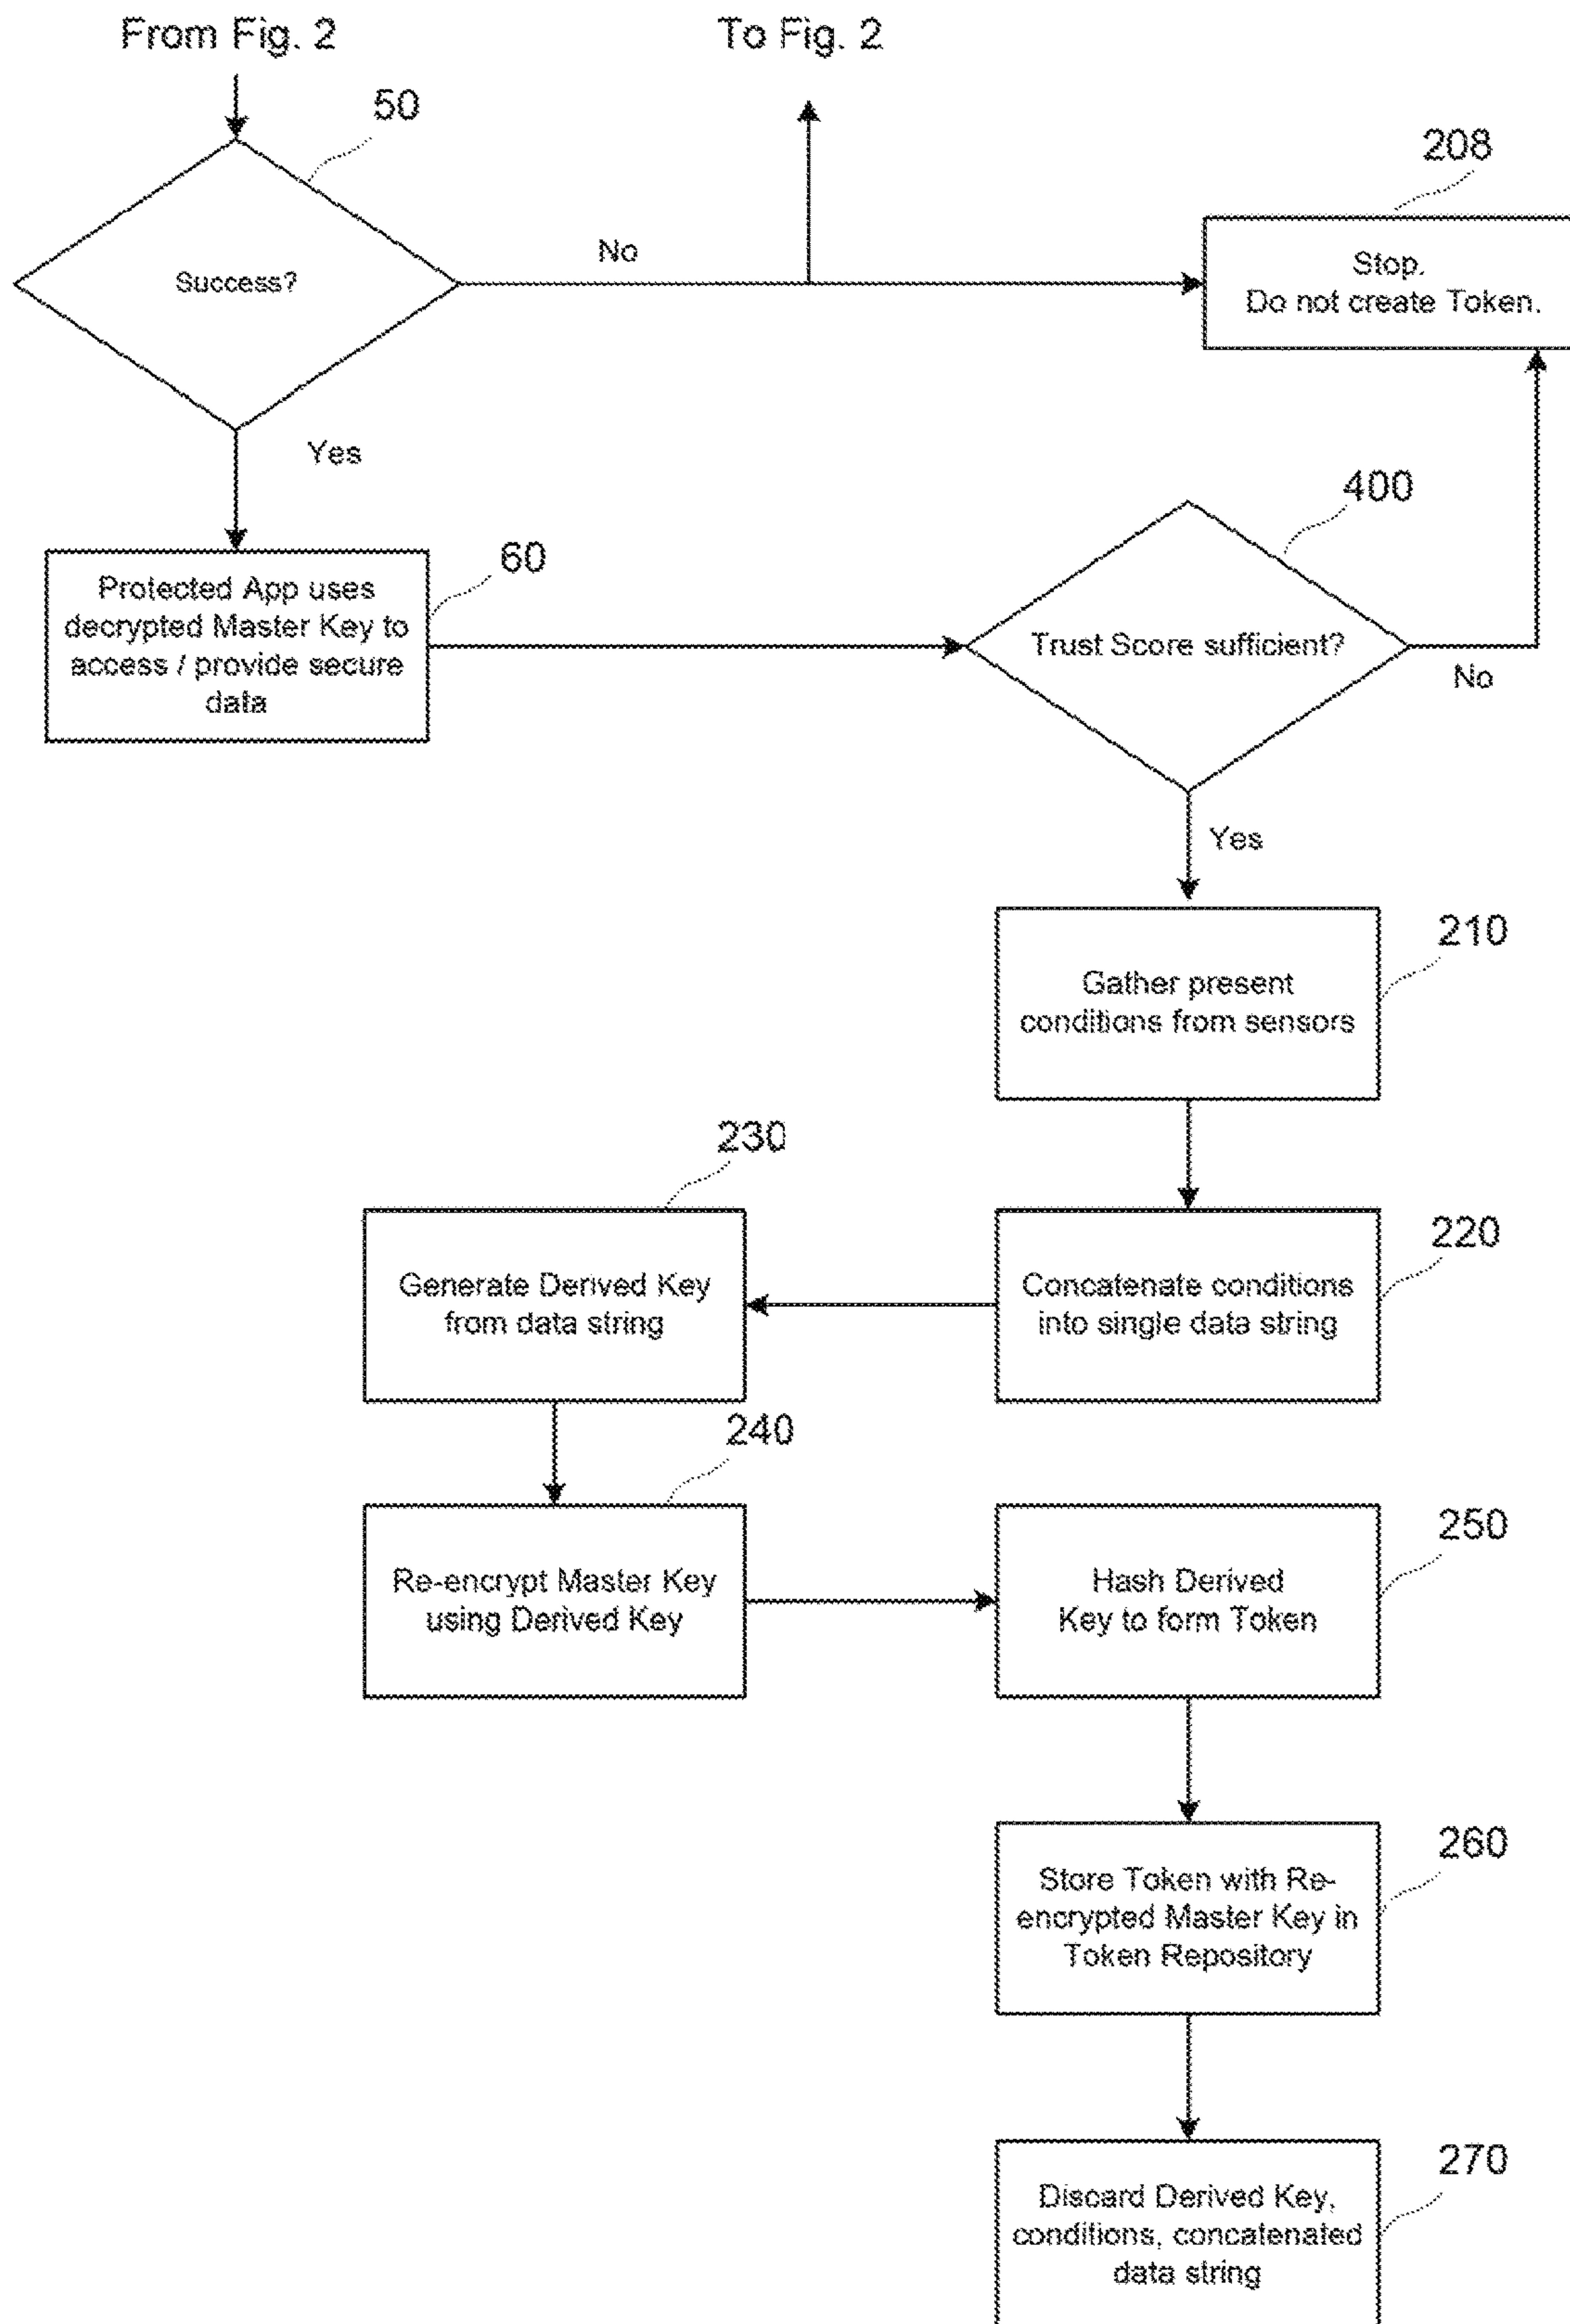 From Fig. 2
To Fig. 2
50
208
Success?
No
Stop.
Do not create Token.
Yes
400
60
Protected App uses
decrypted Master Key to
access / provide secure
data
Trust Score sufficient?
No
Yes
210
Gather present
conditions from sensors
230
220
Generate Derived Key
from data string
Concatenate conditions
into single data string
240
250
Re-encrypt Master Key
using Derived Key
Hash Derived
Key to form Token
260
Store Token with Re-
encrypted Master Key in
Token Repository
270
Discard Derived Key,
conditions, concatenated
data string